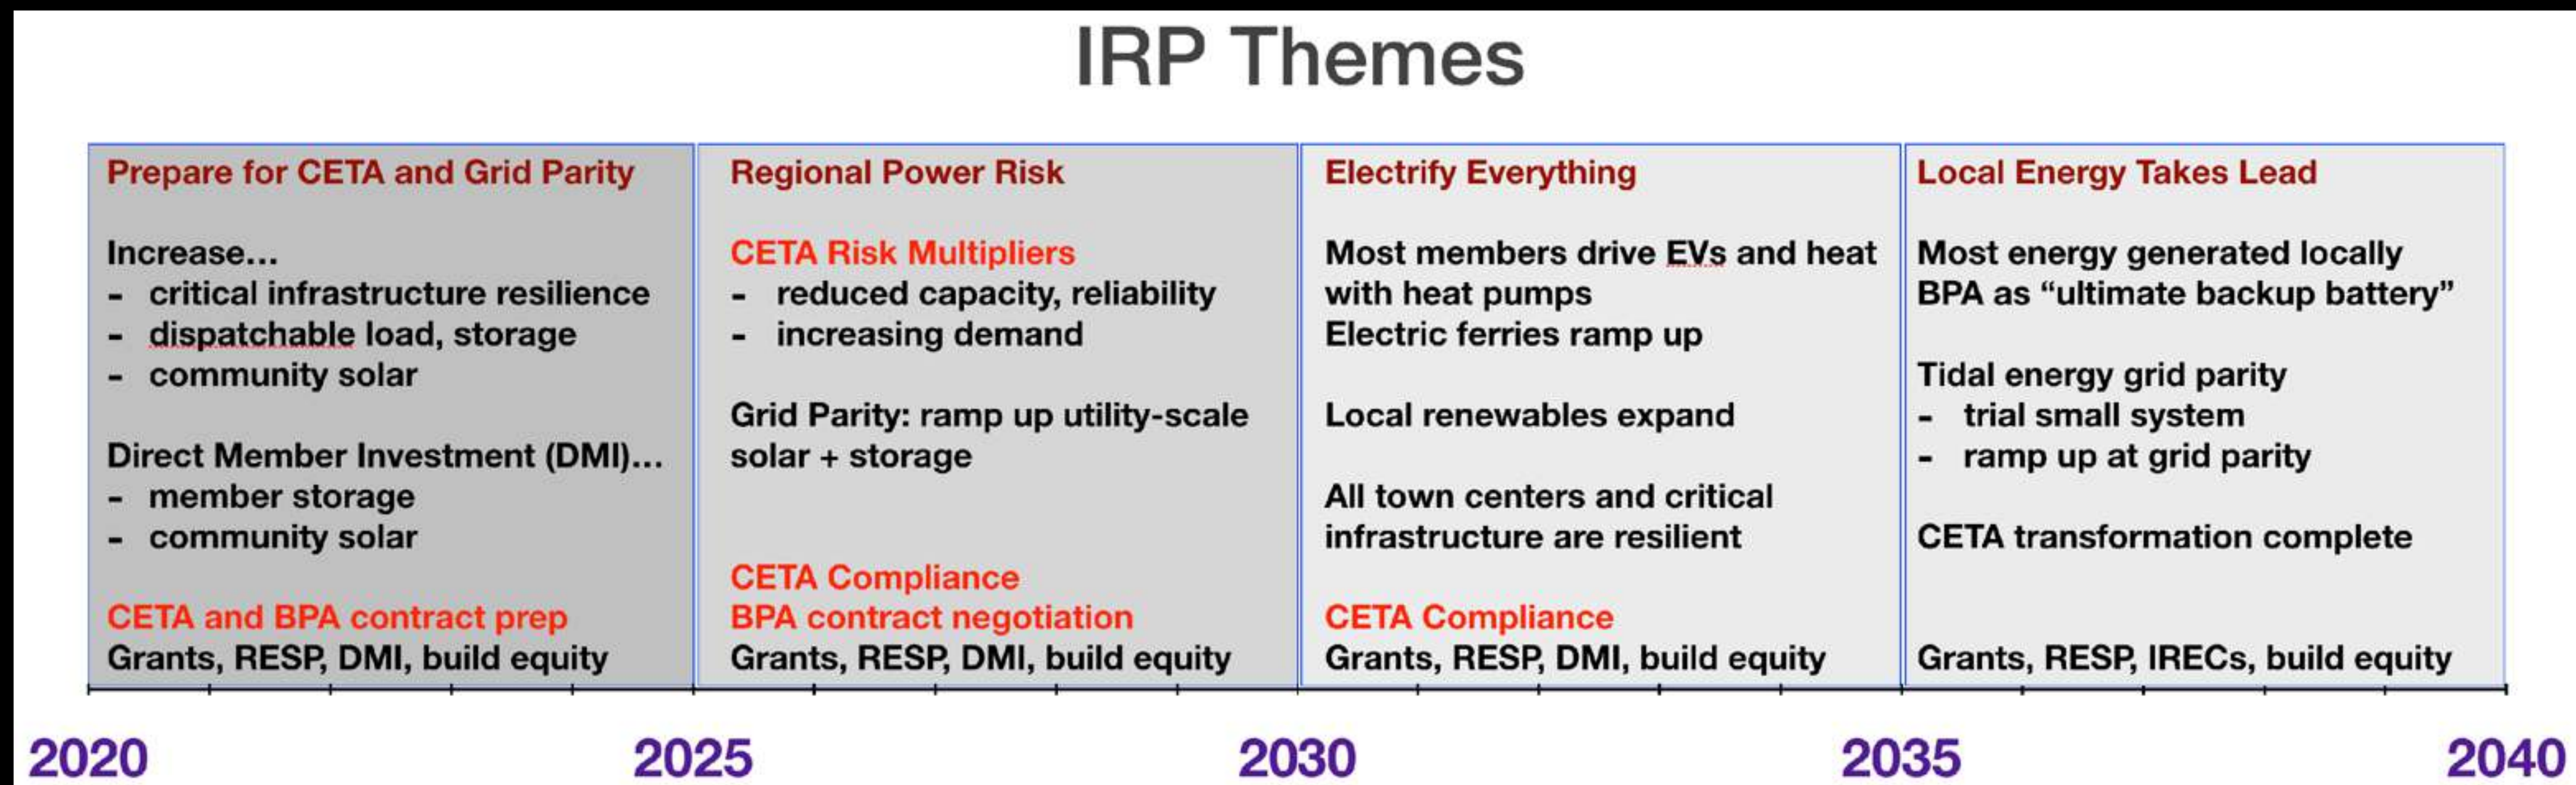 IRP Themes
Prepare for CETA and Grid Parity
Increase...
- critical infrastructure resilience
- dispatchable load, storage
- community solar
Direct Member Investment (DMI)...
- member storage
- community solar
CETA and BPA contract prep
Grants, RESP, DMI, build equity
Regional Power Risk
CETA Risk Multipliers
- reduced capacity, reliability
- increasing demand
Grid Parity: ramp up utility-scale
solar + storage
CETA Compliance
BPA contract negotiation
Grants, RESP, DMI, build equity
Electrify Everything
Most members drive EVs and heat
with heat pumps
Electric ferries ramp up
Local renewables expand
All town centers and critical
infrastructure are resilient
CETA Compliance
Grants, RESP, DMI, build equity
Local Energy Takes Lead
Most energy generated locally
BPA as “ultimate backup battery”
Tidal energy grid parity
- trial small system
- ramp up at grid parity
CETA transformation complete
Grants, RESP, IRECs, build equity
2020
2025
2030
2035
2040